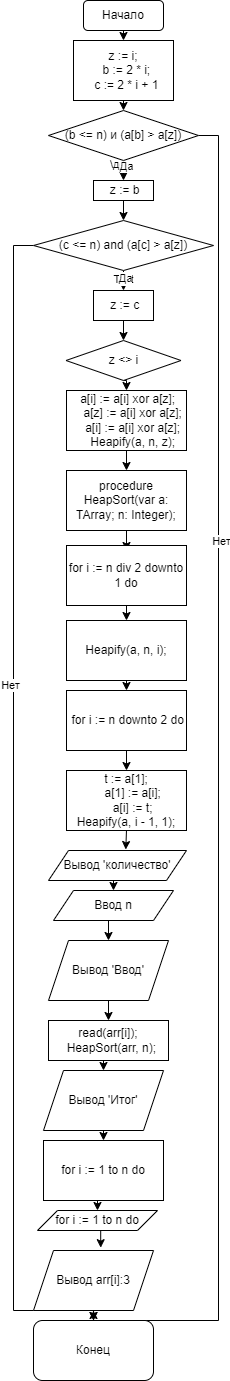 Начало
z := i;
b := 2 * i;
c := 2 * i + 1
(b <= n) и (a[b] > a[z])
Да
z := b
(c <= n) and (a[c] > a[z])
Да
z := c
z <> i
a[i] := a[i] xor a[z];
a[z] := a[i] xor a[z];
a[i] := a[i] xor a[z];
Heapify(a, n, z);
procedure
HeapSort(var a:
TArray; n: Integer);
for i := n div 2 downto
1 do
Нет
Heapify(a, n, i);
Нет
for i := n downto 2 do
t := a[1];
a[1] := a[i];
a[i] := t;
Heapify(a, i - 1, 1);
Вывод 'количество'
Ввод n
Вывод 'Ввод'
read(arr[i]);
HeapSort(arr, n);
Вывод 'Итог'
for i := 1 to n do
for i := 1 to n do
Вывод arr[i]:3
Конец